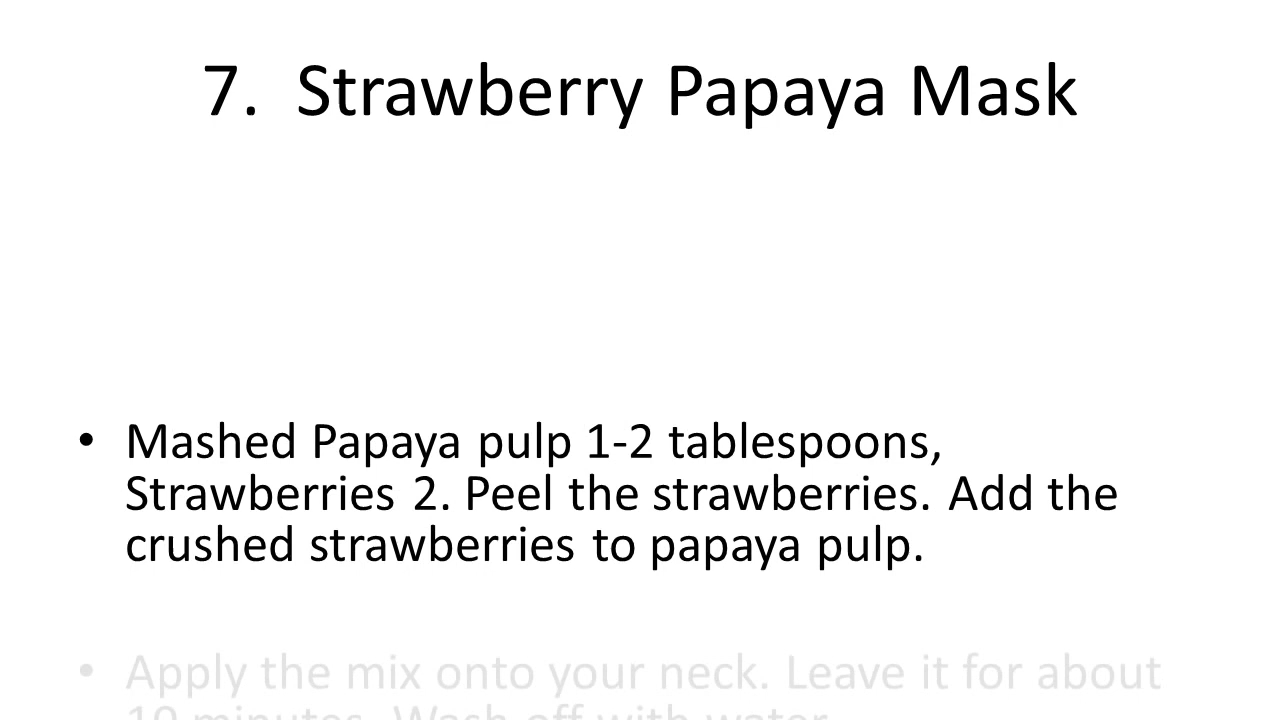 7. Strawberry Papaya Mask
• Mashed Papaya pulp 1-2 tablespoons,
Strawberries 2. Peel the strawberries. Add the
crushed strawberries to papaya pulp.
• Apply the mix onto your neck. Leave it for about
minutes. Wash off with water.